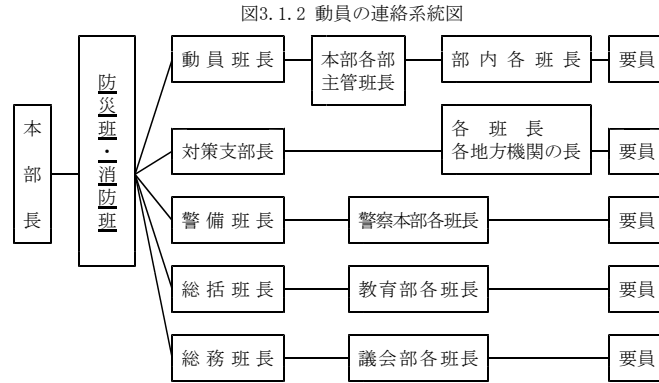 図3.1.2 動員の連絡系統図
本部長
防災班・消防班
動員班長
本部各部
主管班長
部内各班長
要員
対策支部長
各班長
各地方機関の長
要員
警備班長
警察本部各班長
要員
総括班長
教育部各班長
要員
総務班長
議会部各班長
要員